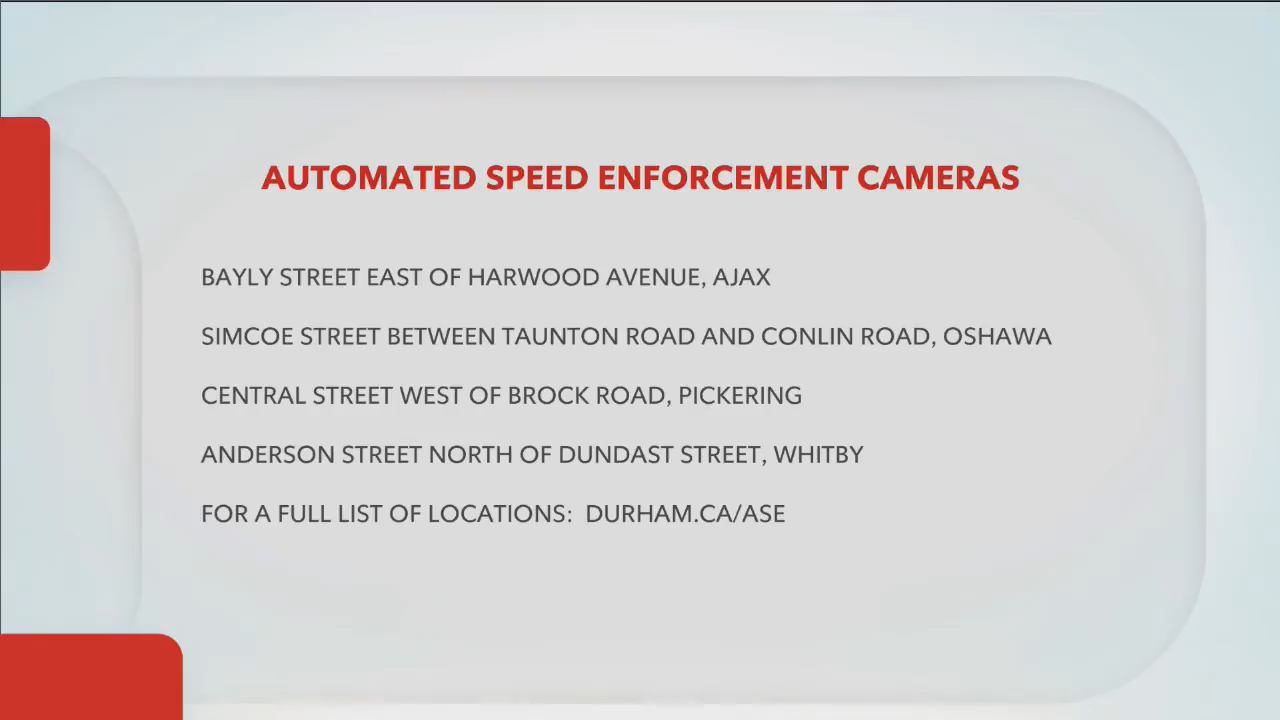 AUTOMATED SPEED ENFORCEMENT CAMERAS
BAYLY STREET EAST OF HARWOOD AVENUE, AJAX
SIMCOE STREET BETWEEN TAUNTON ROAD AND CONLIN ROAD, OSHAWA
CENTRAL STREET WEST OF BROCK ROAD, PICKERING
ANDERSON STREET NORTH OF DUNDAST STREET, WHITBY
FOR A FULL LIST OF LOCATIONS:  DURHAM.CA/ASE